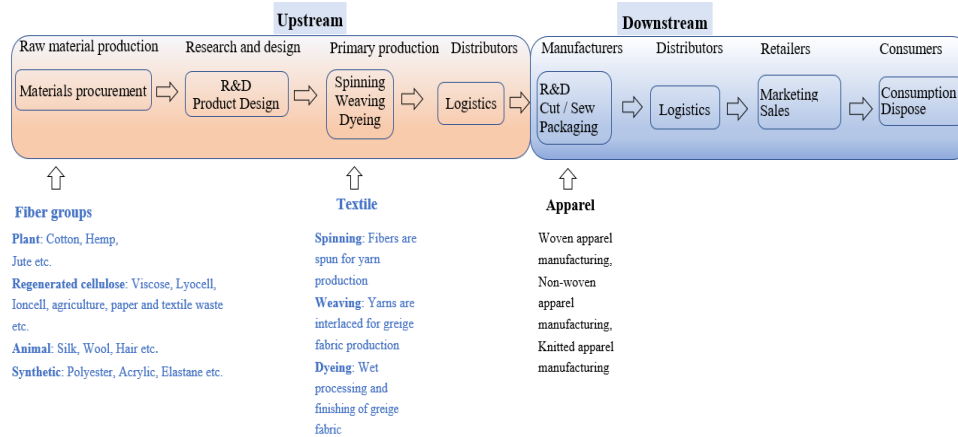 Upstream
Downstream
Raw material production
Research and design
Primary production
Distributors
Manufacturers
Distributors
Retailers
Consumers
Materials procurement
R&D
Product Design
Spinning
Weaving
Dyeing
Logistics
R&D
Cut / Sew
Packaging
Logistics
Marketing
Sales
Consumption
Dispose
Fiber groups
Plant: Cotton, Hemp,
Jute etc.
Regenerated cellulose: Viscose, Lyocell,
Ioncell, agriculture, paper and textile waste
etc.
Animal: Silk, Wool, Hair etc.
Synthetic: Polyester, Acrylic, Elastane etc.
Textile
Spinning: Fibers are
spun for yarn
production
Weaving: Yarns are
interlaced for greige
fabric production
Dyeing: Wet
processing and
finishing of greige
fabric
Apparel
Woven apparel
manufacturing,
Non-woven
apparel
manufacturing,
Knitted apparel
manufacturing